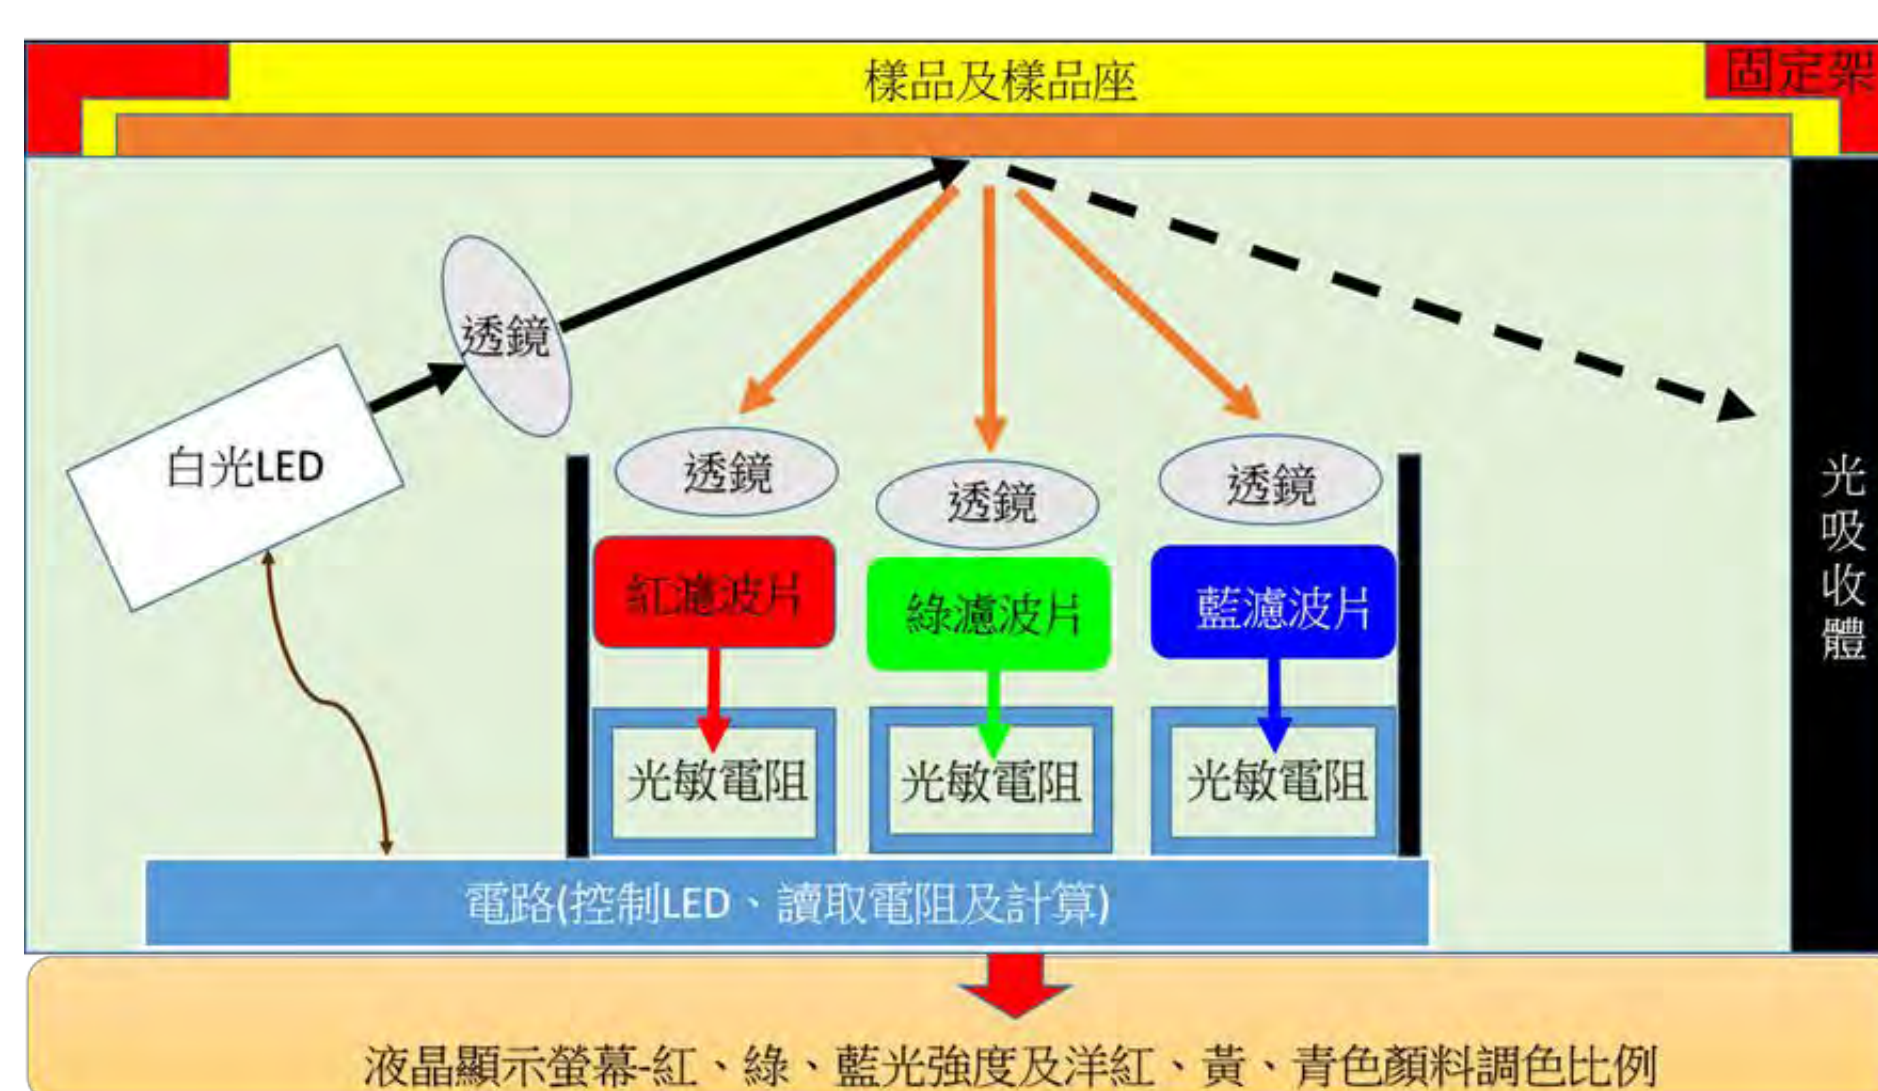 樣品及樣品座
固定架
透鏡
白光LED
透鏡
透鏡
透鏡
紅濾波片
綠濾波片
藍濾波片
光吸收體
光敏電阻
光敏電阻
光敏電阻
電路(控制LED、讀取電阻及計算)
液晶顯示螢幕-紅、綠、藍光強度及洋紅、黃、青色顏料調色比例